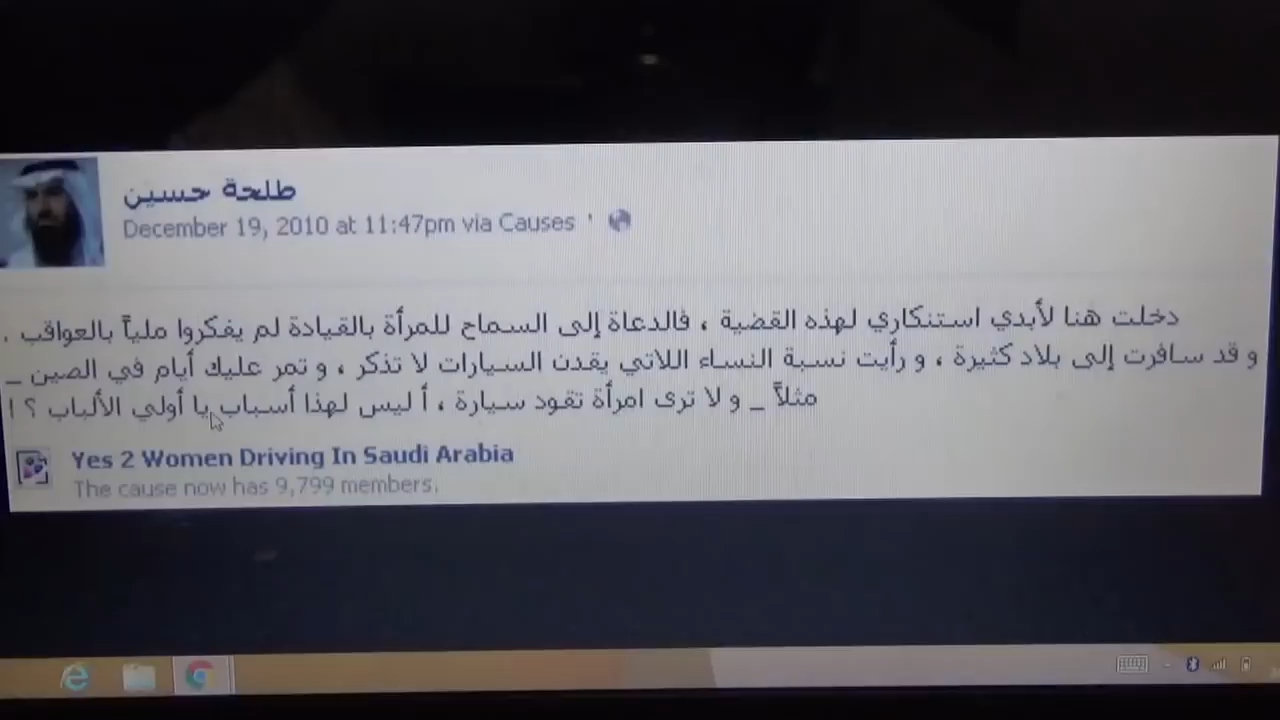 طلحة حسين
December 19, 2010 at 11:47pm via Causes '
دخلت هنا لأبدي استنكاري لهذه القضية ، فالدعاة إلى السماح للمرأة بالقيادة لم يفكروا ملياً بالعواقب .
و قد سافرت إلى بلاد كثيرة ، و رأيت نسبة النساء اللاتي يقدن السيارات لا تذكر ، و تمر عليك أيام في الصين _
مثلاً _ و لا ترى امرأة تقود سيارة ، أ ليس لهذا أسباب يا أولي الألباب ؟ !
Yes 2 Women Driving In Saudi Arabia
The cause now has 9,799 members.